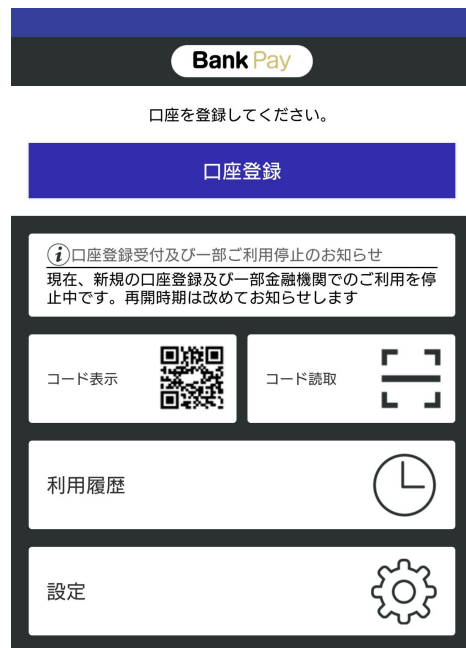 Bank Pay
口座を登録してください。
口座登録
i口座登録受付及び一部ご利用停止のお知らせ
現在、新規の口座登録及び一部金融機関でのご利用を停
止中です。再開時期は改めてお知らせします
コード表示
コード読取
利用履歴
設定